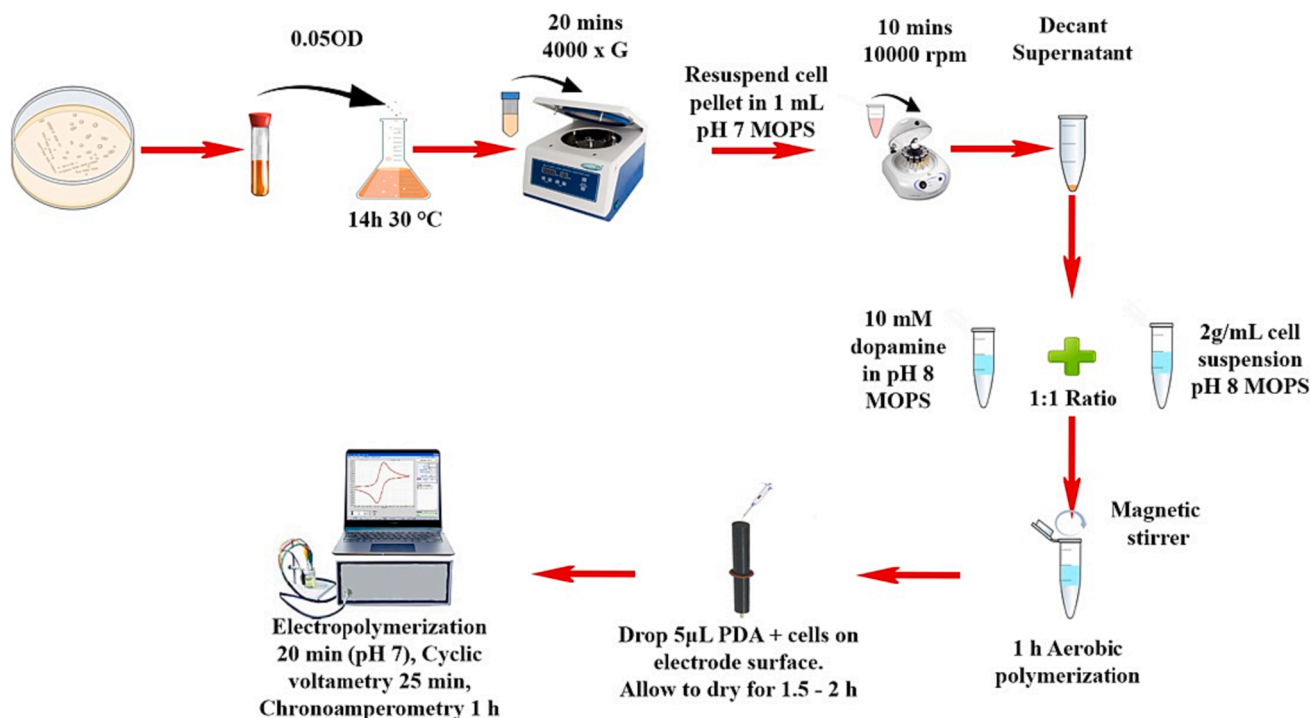 0.05OD
14h 30 °C
20 mins
4000 x G
Resuspend cell
pellet in 1 mL
pH 7 MOPS
10 mins
10000 rpm
Decant
Supernatant
10 mM
dopamine
in pH 8
MOPS
1:1 Ratio
2g/mL cell
suspension
pH 8 MOPS
Magnetic
stirrer
1 h Aerobic
polymerization
Drop 5µL PDA + cells on
electrode surface.
Allow to dry for 1.5 - 2 h
Electropolymerization
20 min (pH 7), Cyclic
voltametry 25 min,
Chronoamperometry 1 h